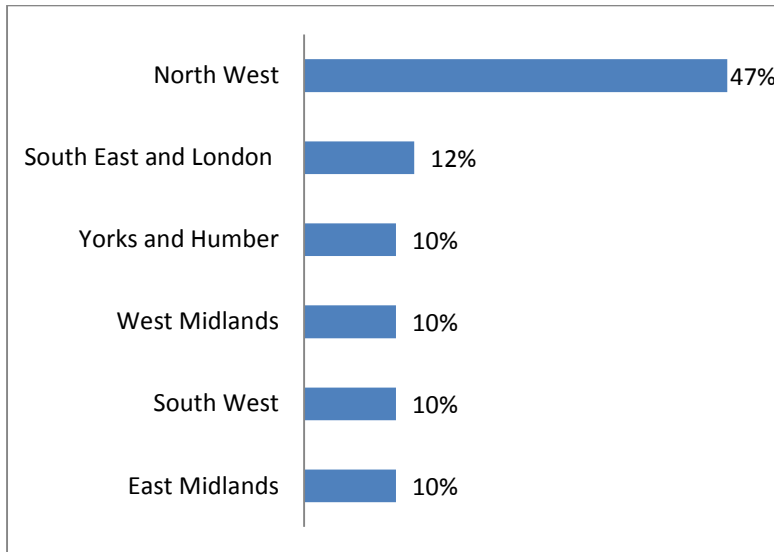 North West 47%
South East and London 12%
Yorks and Humber 10%
West Midlands 10%
South West 10%
East Midlands 10%